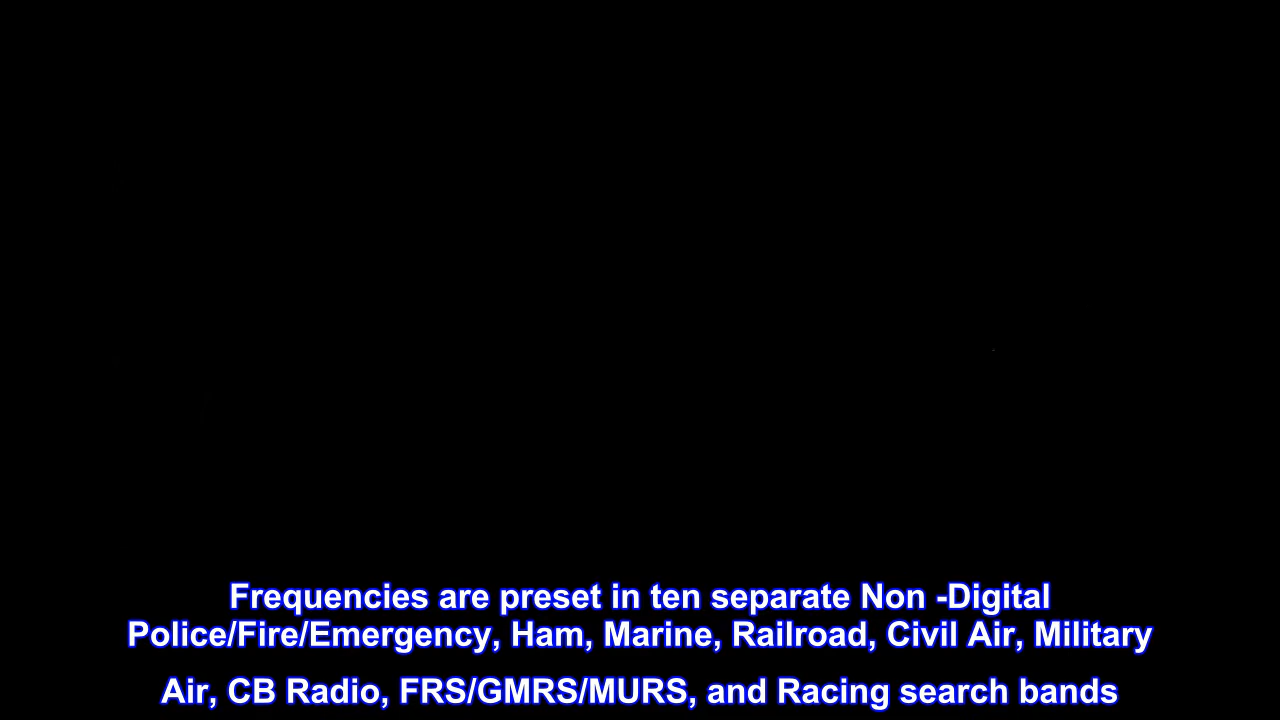 Frequencies are preset in ten separate Non -Digital
Police/Fire/Emergency, Ham, Marine, Railroad, Civil Air, Military
Air, CB Radio, FRS/GMRS/MURS, and Racing search bands